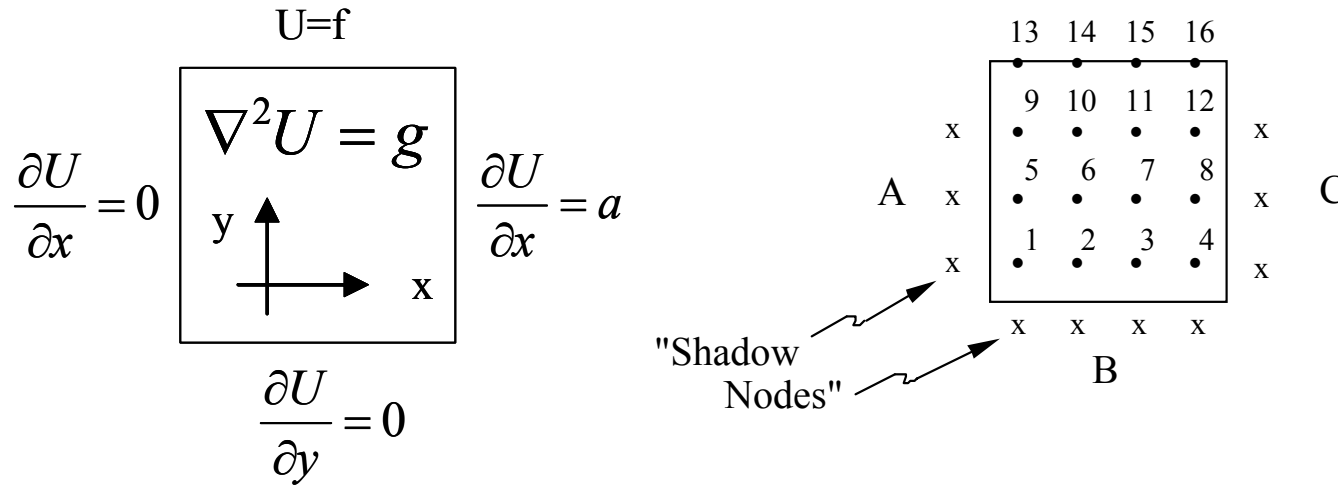 U=f
∇²U = g
∂U/∂x = 0
∂U/∂x = a
y
x
∂U/∂y = 0
13 14 15 16
9 10 11 12
x x
5 6 7 8
A x x C
1 2 3 4
x x
x x x x
"Shadow
Nodes"
B